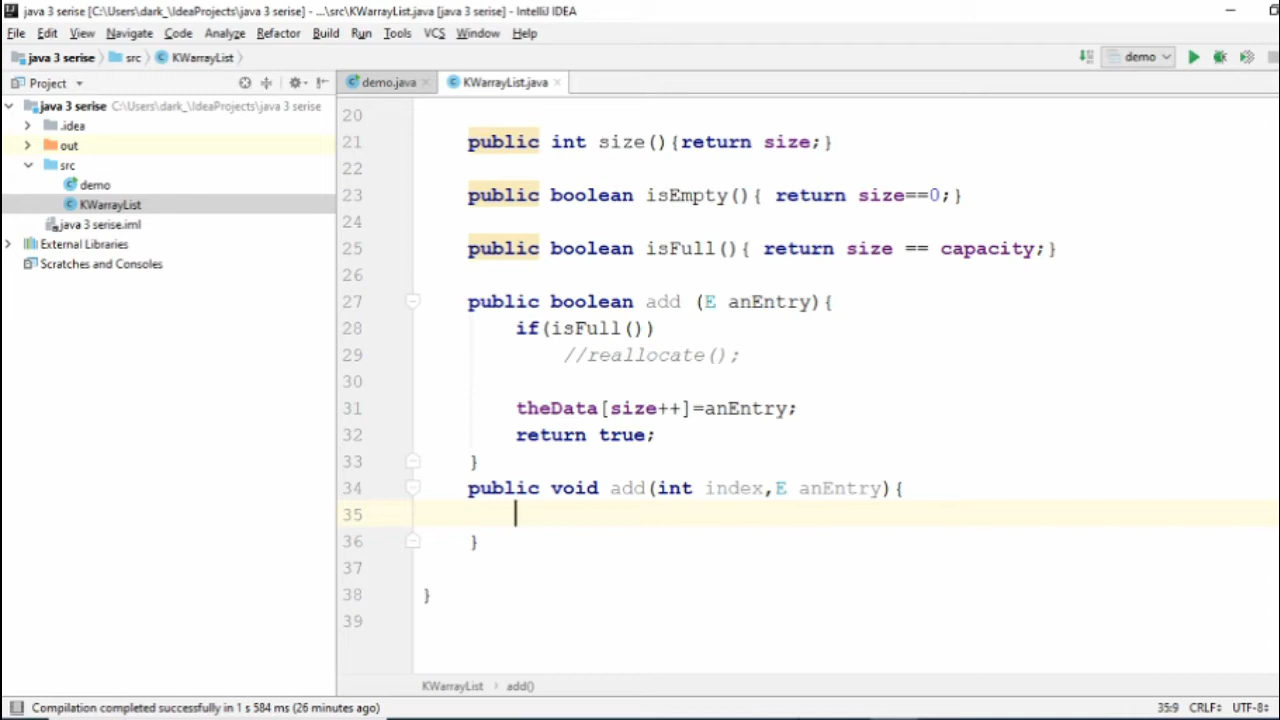 java 3 serise [C:\Users\dark_\IdeaProjects\java 3 serise] - ...\src\KWarrayList.java [java 3 serise] - IntelliJ IDEA
File Edit View Navigate Code Analyze Refactor Build Run Tools VCS Window Help
java 3 serise src KWarrayList demo
Project demo.java KWarrayList.java
java 3 serise C:\Users\dark_\IdeaProjects\java 3 serise
.idea
out
src
demo
KWarrayList
java 3 serise.iml
External Libraries
Scratches and Consoles
20
21 public int size(){return size;}
22
23 public boolean isEmpty(){ return size==0;}
24
25 public boolean isFull(){ return size == capacity;}
26
27 public boolean add (E anEntry){
28 if(isFull())
29 //reallocate();
30
31 theData[size++]=anEntry;
32 return true;
33 }
34 public void add(int index,E anEntry){
35
36 }
37
38 }
39
KWarrayList add()
Compilation completed successfully in 1 s 584 ms (26 minutes ago) 35:9 CRLF UTF-8